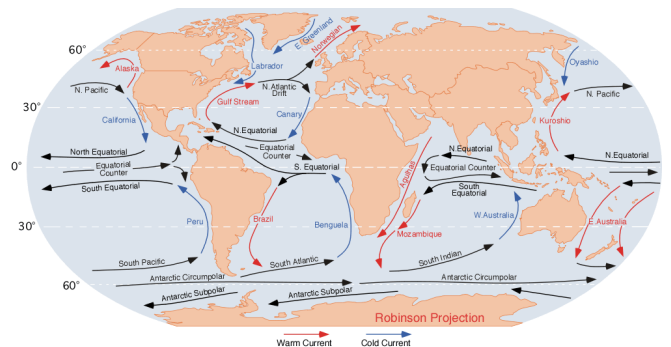 60°
30°
0°
30°
60°
Alaska
N. Pacific
California
North Equatorial
Equatorial
Counter
South Equatorial
Peru
South Pacific
Labrador
E. Greenland
Norwegian
N. Atlantic
Drift
Gulf Stream
Canary
N.Equatorial
Equatorial
Counter
S. Equatorial
Brazil
Benguela
South Atlantic
Agulhas
Mozambique
N.Equatorial
Equatorial Counter
South
Equatorial
W.Australia
South Indian
Oyashio
N. Pacific
Kuroshio
N.Equatorial
E.Australia
Antarctic Circumpolar
Antarctic Circumpolar
Antarctic Subpolar
Antarctic Subpolar
Robinson Projection
Warm Current
Cold Current